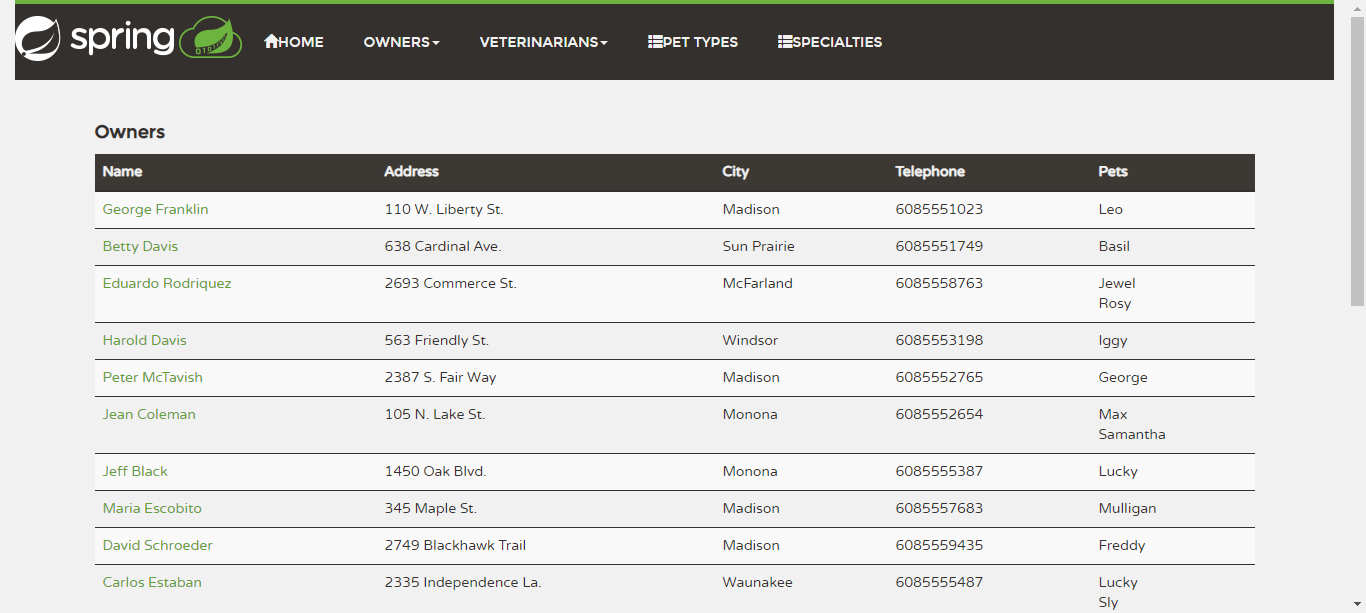 spring HOME OWNERS VETERINARIANS PET TYPES SPECIALTIES
Owners
Name Address City Telephone Pets
George Franklin 110 W. Liberty St. Madison 6085551023 Leo
Betty Davis 638 Cardinal Ave. Sun Prairie 6085551749 Basil
Eduardo Rodriquez 2693 Commerce St. McFarland 6085558763 Jewel
Rosy
Harold Davis 563 Friendly St. Windsor 6085553198 Iggy
Peter McTavish 2387 S. Fair Way Madison 6085552765 George
Jean Coleman 105 N. Lake St. Monona 6085552654 Max
Samantha
Jeff Black 1450 Oak Blvd. Monona 6085555387 Lucky
Maria Escobito 345 Maple St. Madison 6085557683 Mulligan
David Schroeder 2749 Blackhawk Trail Madison 6085559435 Freddy
Carlos Estaban 2335 Independence La. Waunakee 6085555487 Lucky
Sly